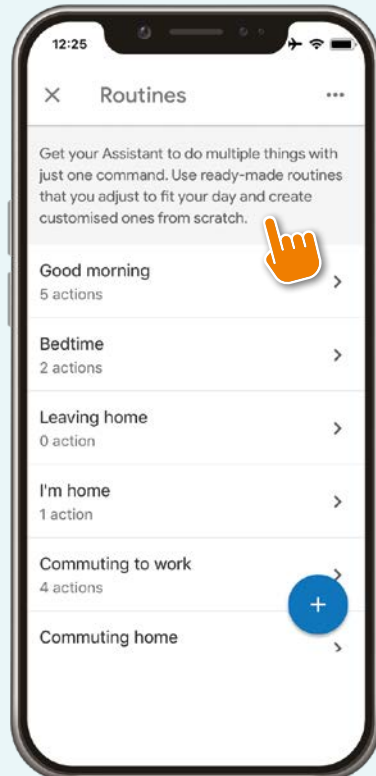 12:25
Routines
Get your Assistant to do multiple things with
just one command. Use ready-made routines
that you adjust to fit your day and create
customised ones from scratch.
Good morning
5 actions
Bedtime
2 actions
Leaving home
0 action
I'm home
1 action
Commuting to work
4 actions
Commuting home